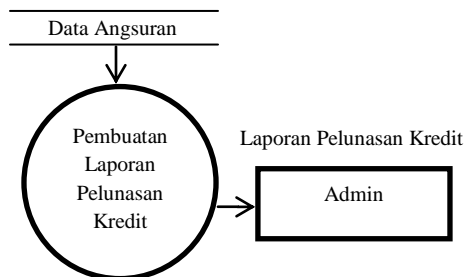 Data Angsuran
Pembuatan
Laporan
Pelunasan
Kredit
Laporan Pelunasan Kredit
Admin